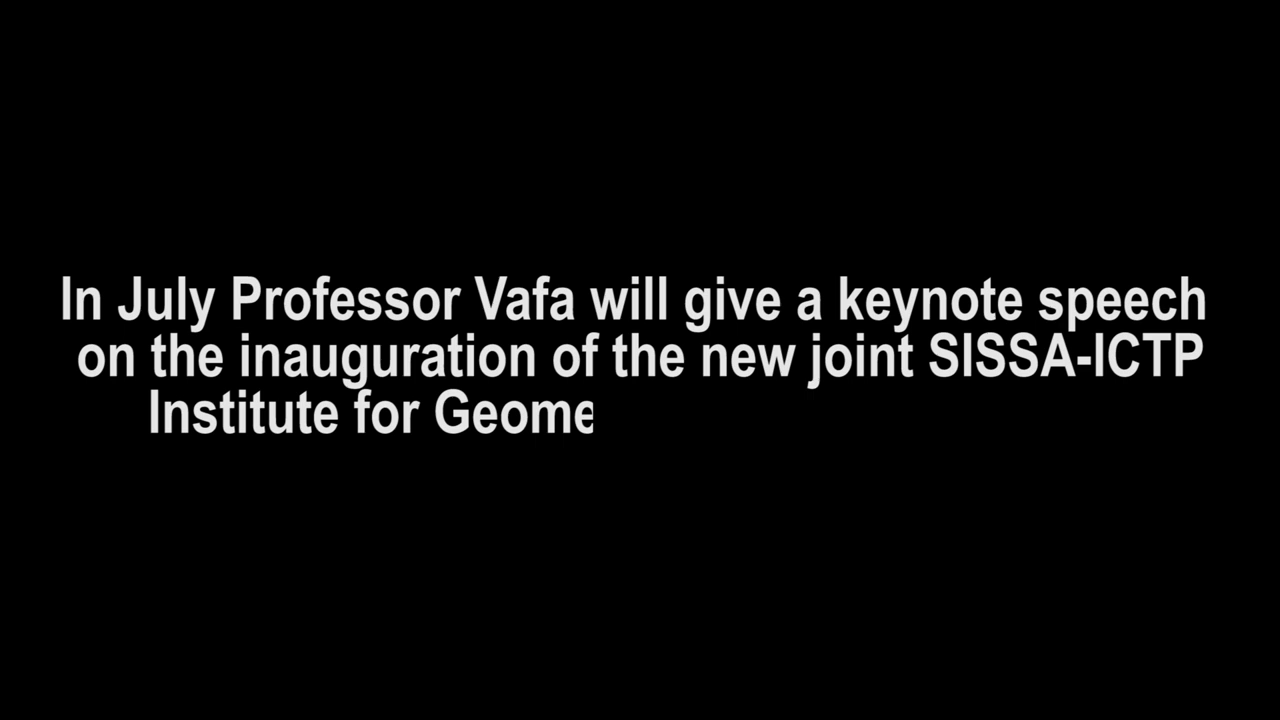 In July Professor Vafa will give a keynote speech
on the inauguration of the new joint SISSA-ICTP
Institute for Geome